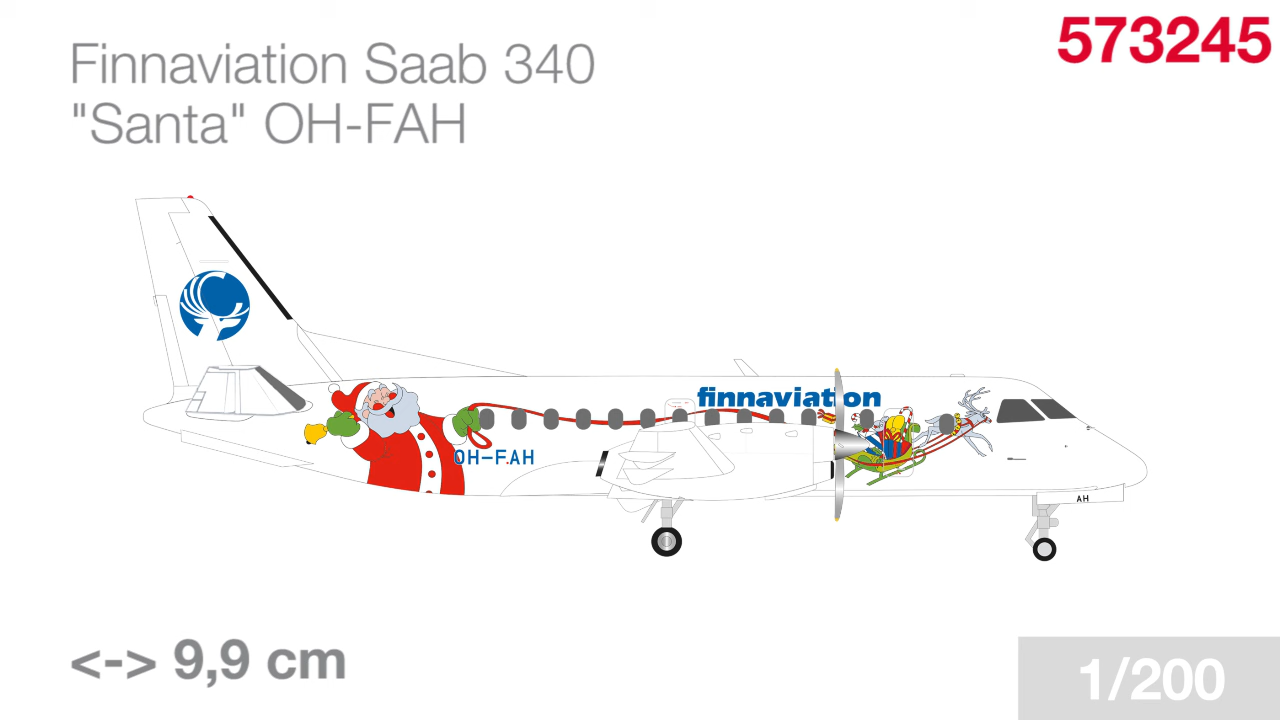 Finnaviation Saab 340
"Santa" OH-FAH
573245
finnaviation
OH-FAH
AH
<-> 9,9 cm
1/200